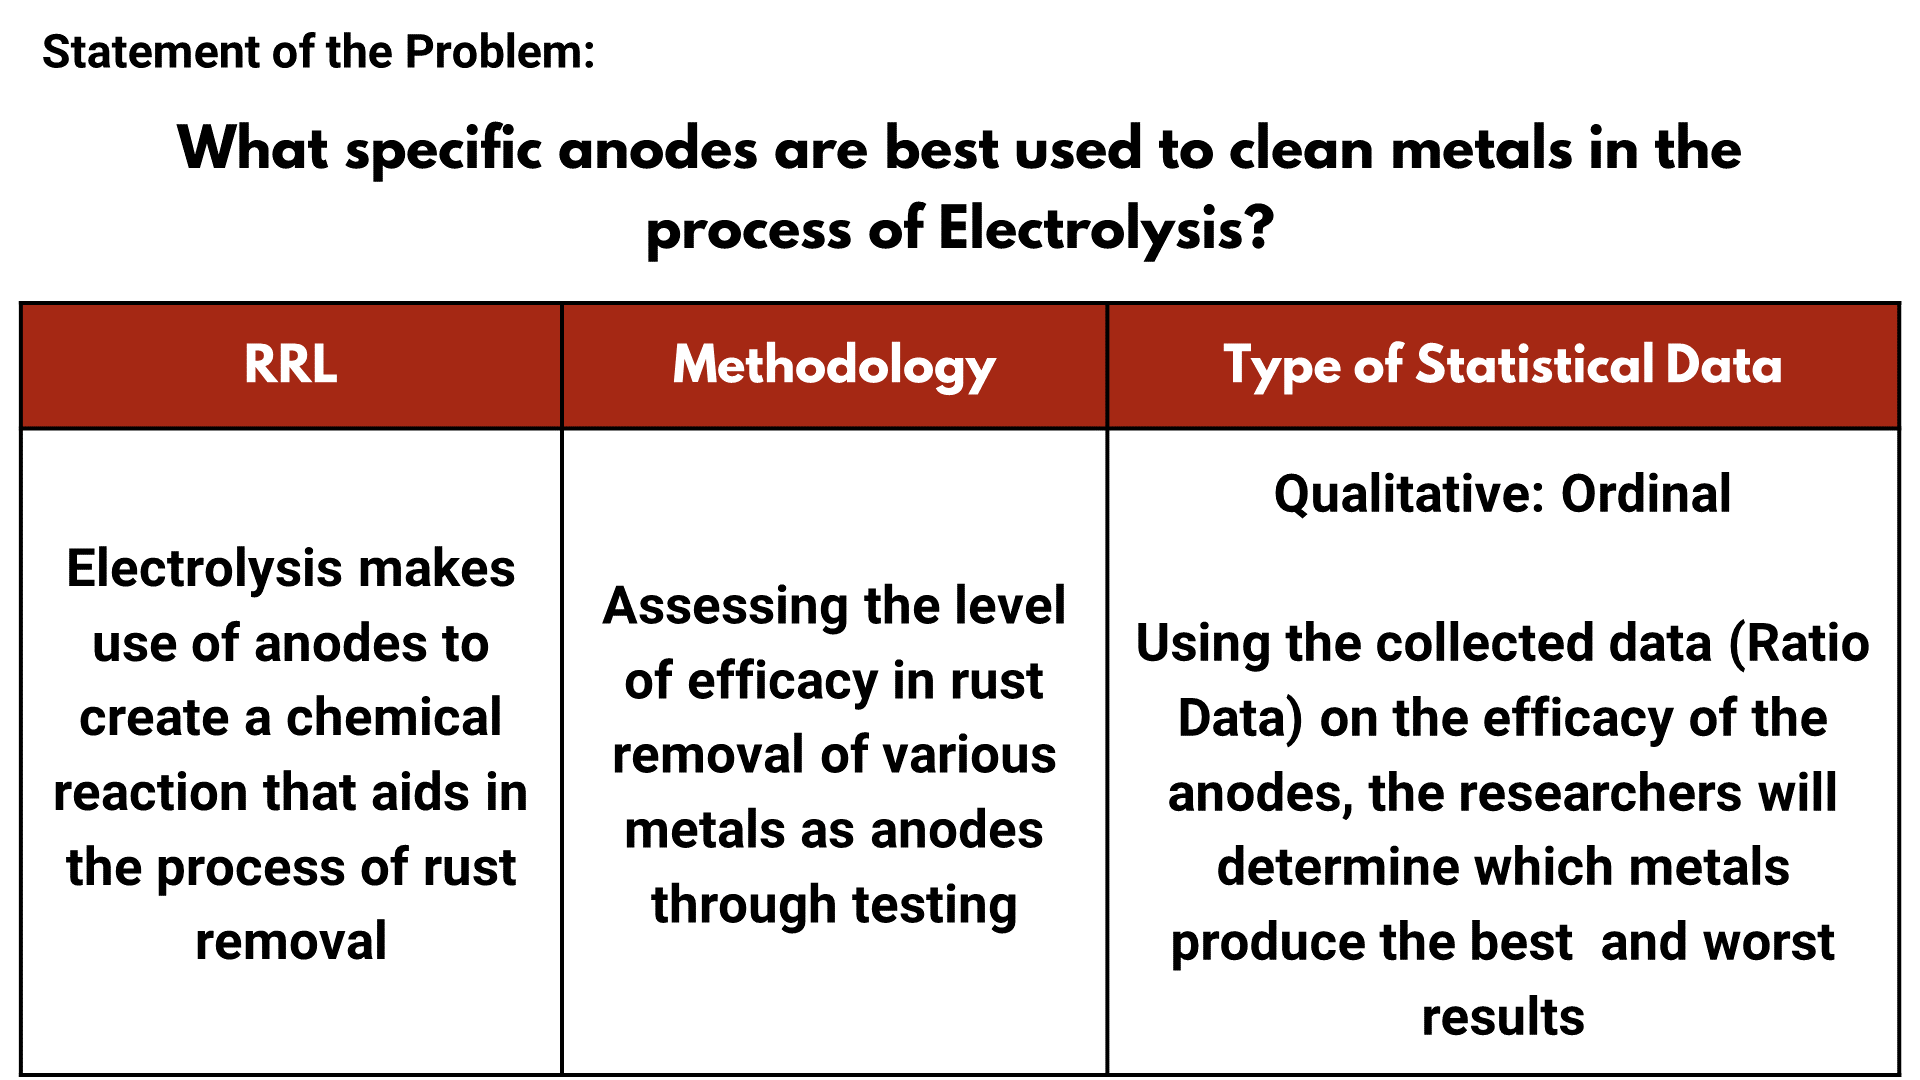 Statement of the Problem:
What specific anodes are best used to clean metals in the
process of Electrolysis?
RRL
Methodology
Type of Statistical Data
Electrolysis makes
use of anodes to
create a chemical
reaction that aids in
the process of rust
removal
Assessing the level
of efficacy in rust
removal of various
metals as anodes
through testing
Qualitative: Ordinal
Using the collected data (Ratio
Data) on the efficacy of the
anodes, the researchers will
determine which metals
produce the best  and worst
results